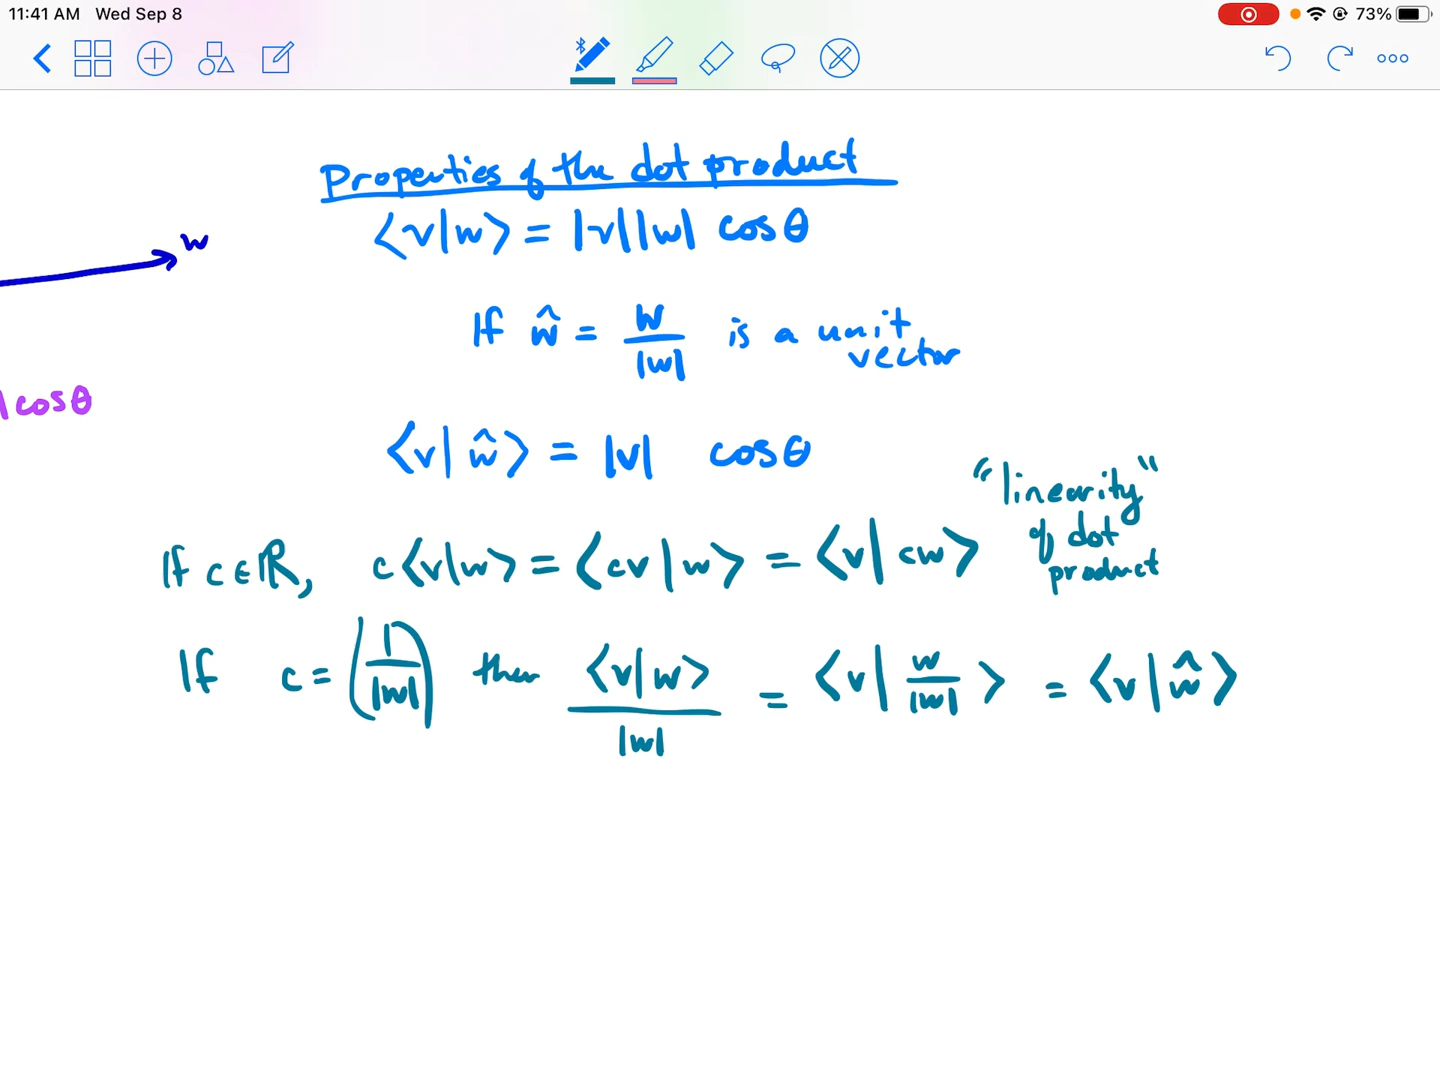 11:41 AM Wed Sep 8
73%
Properties of the dot product
⟨v|w⟩ = |v||w| cosθ
w
If ŵ = w/|w| is a unit vector
|cosθ
⟨v|ŵ⟩ = |v| cosθ
"linearity" of dot product
If c∈ℝ, c⟨v|w⟩ = ⟨cv|w⟩ = ⟨v|cw⟩
If c = (1/|w|) then ⟨v|w⟩/|w| = ⟨v|w/|w|⟩ = ⟨v|ŵ⟩